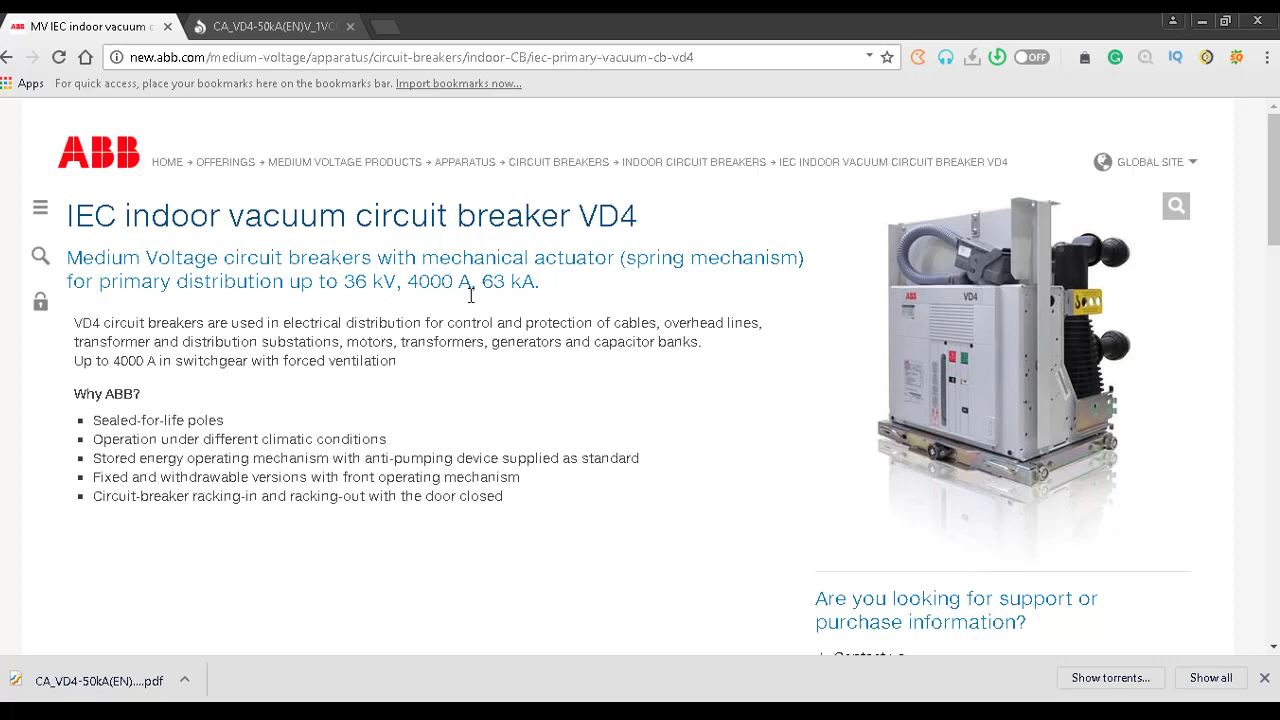 MV IEC indoor vacuum c
CA_VD4-50kA(EN)V_1VC
new.abb.com/medium-voltage/apparatus/circuit-breakers/indoor-CB/iec-primary-vacuum-cb-vd4
OFF
Apps For quick access, place your bookmarks here on the bookmarks bar. Import bookmarks now...
ABB HOME → OFFERINGS → MEDIUM VOLTAGE PRODUCTS → APPARATUS → CIRCUIT BREAKERS → INDOOR CIRCUIT BREAKERS → IEC INDOOR VACUUM CIRCUIT BREAKER VD4 GLOBAL SITE
IEC indoor vacuum circuit breaker VD4
Medium Voltage circuit breakers with mechanical actuator (spring mechanism)
for primary distribution up to 36 kV, 4000 A, 63 kA.
ABB VD4
VD4 circuit breakers are used in electrical distribution for control and protection of cables, overhead lines,
transformer and distribution substations, motors, transformers, generators and capacitor banks.
Up to 4000 A in switchgear with forced ventilation
Why ABB?
▪ Sealed-for-life poles
▪ Operation under different climatic conditions
▪ Stored energy operating mechanism with anti-pumping device supplied as standard
▪ Fixed and withdrawable versions with front operating mechanism
▪ Circuit-breaker racking-in and racking-out with the door closed
Are you looking for support or
purchase information?
CA_VD4-50kA(EN)....pdf
Show torrents...
Show all